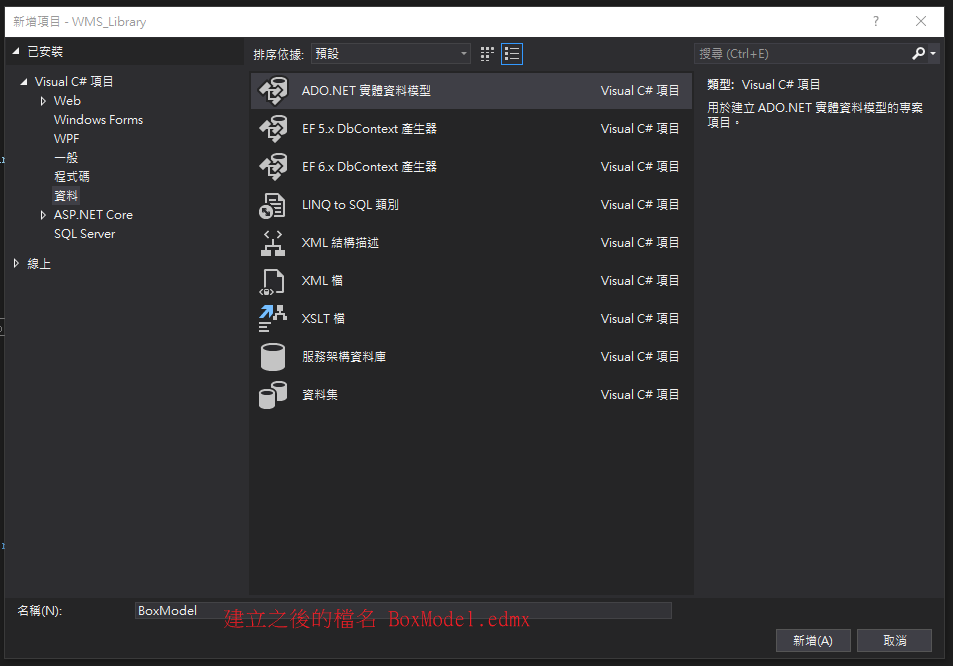 新增項目 - WMS_Library
?
已安裝
Visual C# 項目
Web
Windows Forms
WPF
一般
程式碼
資料
ASP.NET Core
SQL Server
線上
排序依據:
預設
ADO.NET 實體資料模型 Visual C# 項目
EF 5.x DbContext 產生器 Visual C# 項目
EF 6.x DbContext 產生器 Visual C# 項目
LINQ to SQL 類別 Visual C# 項目
XML 結構描述 Visual C# 項目
XML 檔 Visual C# 項目
XSLT 檔 Visual C# 項目
服務架構資料庫 Visual C# 項目
資料集 Visual C# 項目
搜尋 (Ctrl+E)
類型: Visual C# 項目
用於建立 ADO.NET 實體資料模型的專案
項目。
名稱(N):
BoxModel
建立之後的檔名 BoxModel.edmx
新增(A)
取消